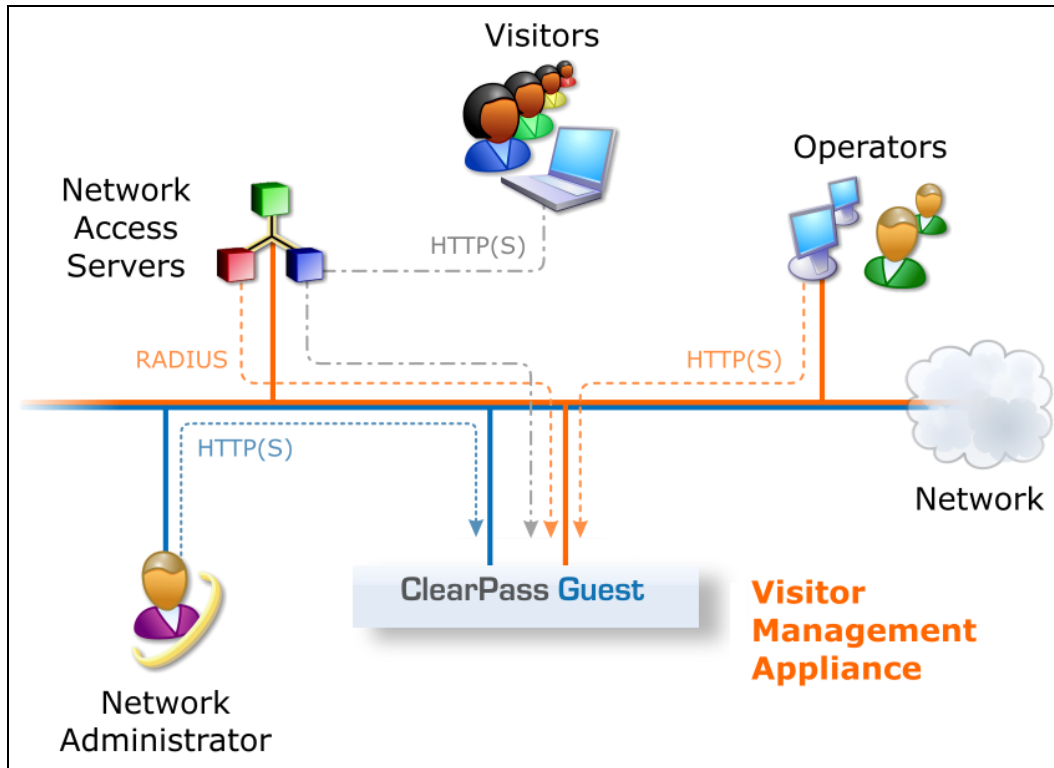 Visitors
Operators
Network
Access
Servers
HTTP(S)
RADIUS
HTTP(S)
HTTP(S)
Network
ClearPass Guest
Visitor
Management
Appliance
Network
Administrator